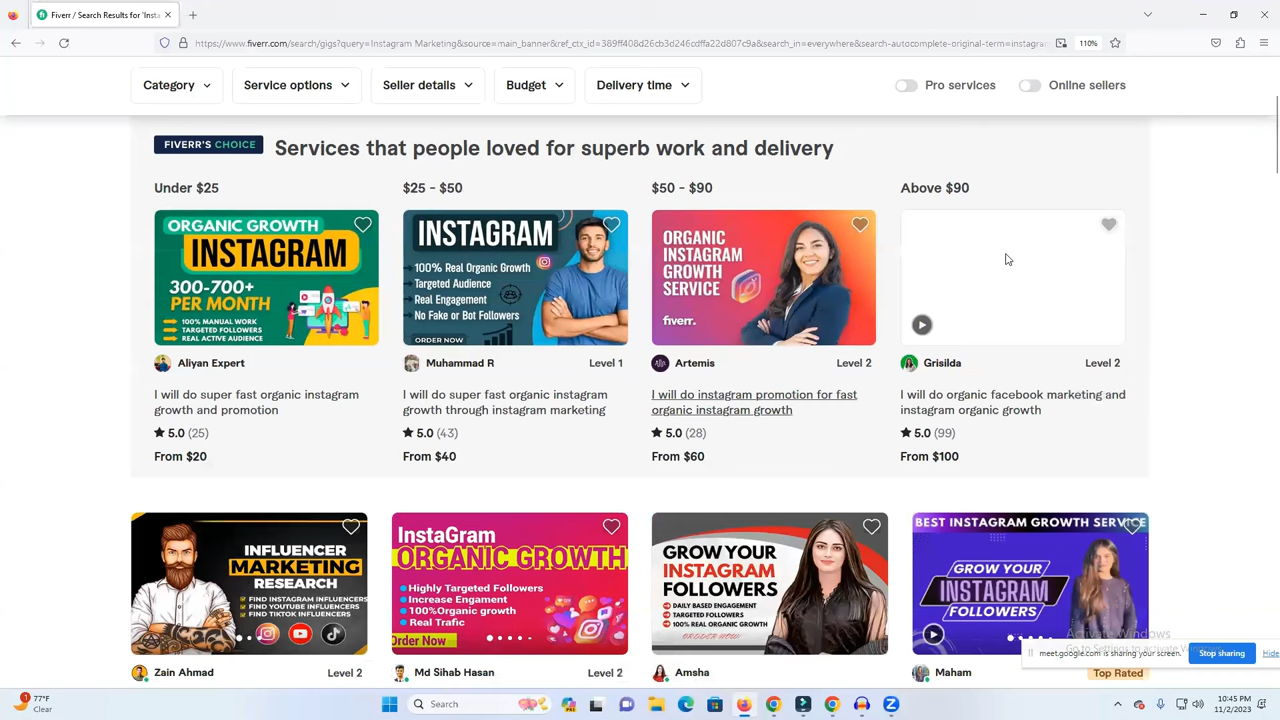 Fiverr / Search Results for 'Insta
https://www.fiverr.com/search/gigs?query=Instagram Marketing&source=main_banner&ref_ctx_id=389ff408d26cb3d246cdffa22d807c9a&search_in=everywhere&search-autocomplete-original-term=instagra
110%
Category
Service options
Seller details
Budget
Delivery time
Pro services
Online sellers
FIVERR'S CHOICE
Services that people loved for superb work and delivery
Under $25
$25 - $50
$50 - $90
Above $90
ORGANIC GROWTH
INSTAGRAM
300-700+
PER MONTH
100% MANUAL WORK
TARGETED FOLLOWERS
REAL ACTIVE AUDIENCE
INSTAGRAM
100% Real Organic Growth
Targeted Audience
Real Engagement
No Fake or Bot Followers
ORDER NOW
ORGANIC
INSTAGRAM
GROWTH
SERVICE
fiverr.
Aliyan Expert
Muhammad R
Level 1
Artemis
Level 2
Grisilda
Level 2
I will do super fast organic instagram
growth and promotion
I will do super fast organic instagram
growth through instagram marketing
I will do instagram promotion for fast
organic instagram growth
I will do organic facebook marketing and
instagram organic growth
5.0 (25)
5.0 (43)
5.0 (28)
5.0 (99)
From $20
From $40
From $60
From $100
INFLUENCER
MARKETING
RESEARCH
FIND INSTAGRAM INFLUENCERS
FIND YOUTUBE INFLUENCERS
FIND TIKTOK INFLUENCERS
InstaGram
ORGANIC GROWTH
Highly Targeted Followers
Increase Engament
100%Organic growth
Real Trafic
Order Now
GROW YOUR
INSTAGRAM
FOLLOWERS
DAILY BASED ENGAGEMENT
TARGETED FOLLOWERS
100% REAL ORGANIC GROWTH
ORODER NOW
BEST INSTAGRAM GROWTH SERVICE
GROW YOUR
INSTAGRAM
FOLLOWERS
Zain Ahmad
Level 2
Md Sihab Hasan
Level 2
Amsha
Maham
Top Rated
Activate Windows
Go to Settings to activate Windows.
meet.google.com is sharing your screen.
Stop sharing
Hide
1
77°F
Clear
Search
10:45 PM
11/2/2023